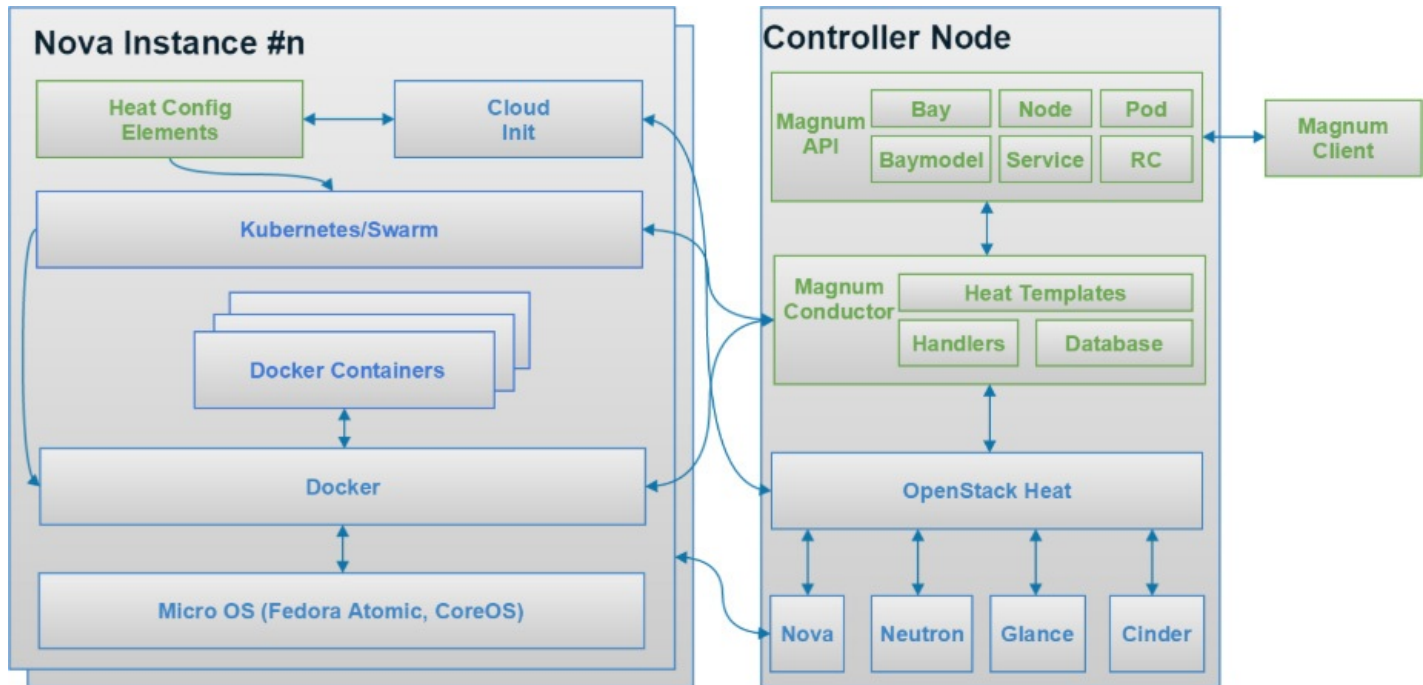 Nova Instance #n
Heat Config
Elements
Cloud
Init
Kubernetes/Swarm
Docker Containers
Docker
Micro OS (Fedora Atomic, CoreOS)
Controller Node
Magnum
API
Bay
Node
Pod
Baymodel
Service
RC
Magnum
Conductor
Heat Templates
Handlers
Database
OpenStack Heat
Nova
Neutron
Glance
Cinder
Magnum
Client